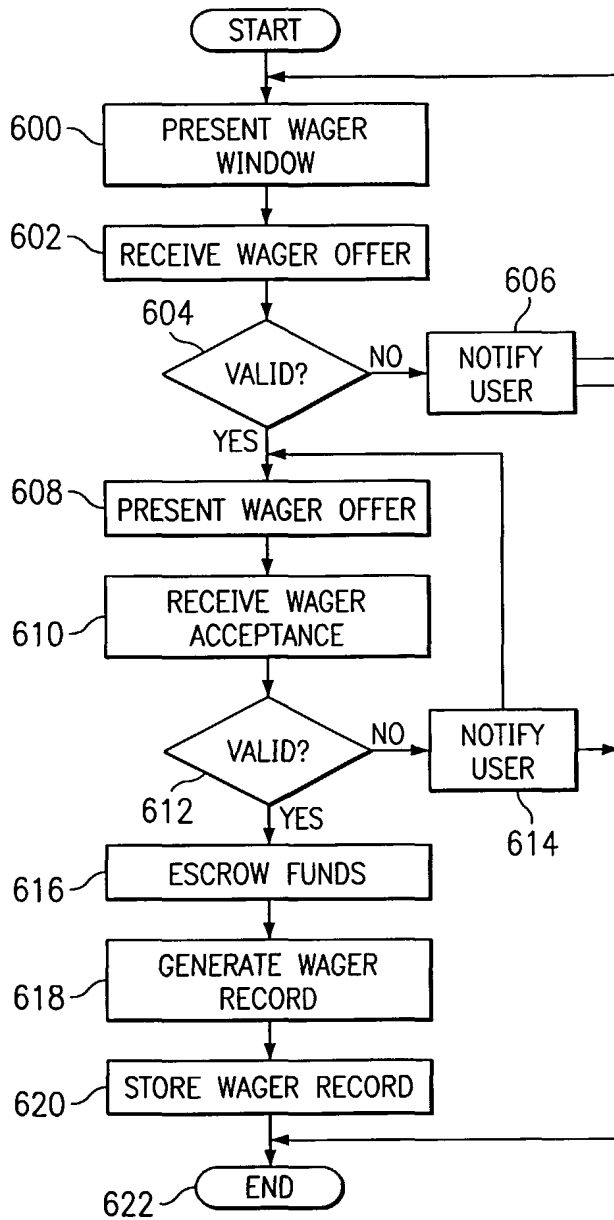 START
600
PRESENT WAGER
WINDOW
602
RECEIVE WAGER OFFER
604
VALID?
NO
606
NOTIFY
USER
YES
608
PRESENT WAGER OFFER
610
RECEIVE WAGER
ACCEPTANCE
VALID?
NO
NOTIFY
USER
612
YES
614
616
ESCROW FUNDS
618
GENERATE WAGER
RECORD
620
STORE WAGER RECORD
622
END